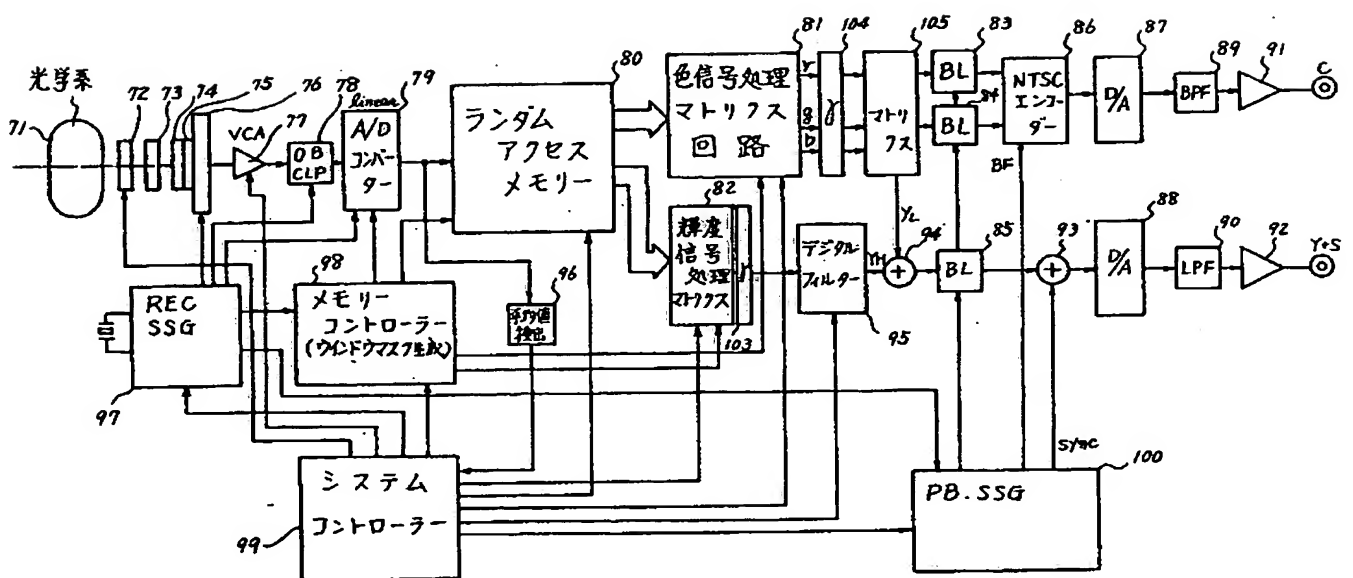 光学系
71
72
73
74
75
76
VCA
77
78
OB
CLP
linear
79
A/D
コンバー
ター
80
ランダム
アクセス
メモリー
81
色信号処理
マトリクス
回路
r
g
104
γ
105
マト
リ
クス
83
BL
84
BL
86
NTSC
エンコー
ダー
BF
87
D/A
89
BPF
91
C
82
輝度
信号
処理
マトリクス
103
デジタル
フィルター
95
YH
YL
94
85
BL
93
88
D/A
90
LPF
92
Y+S
REC
SSG
97
98
メモリー
コントローラー
(ウインドウマスク生成)
96
平均値
検出
システム
コントローラー
99
SYNC
100
PB.SSG